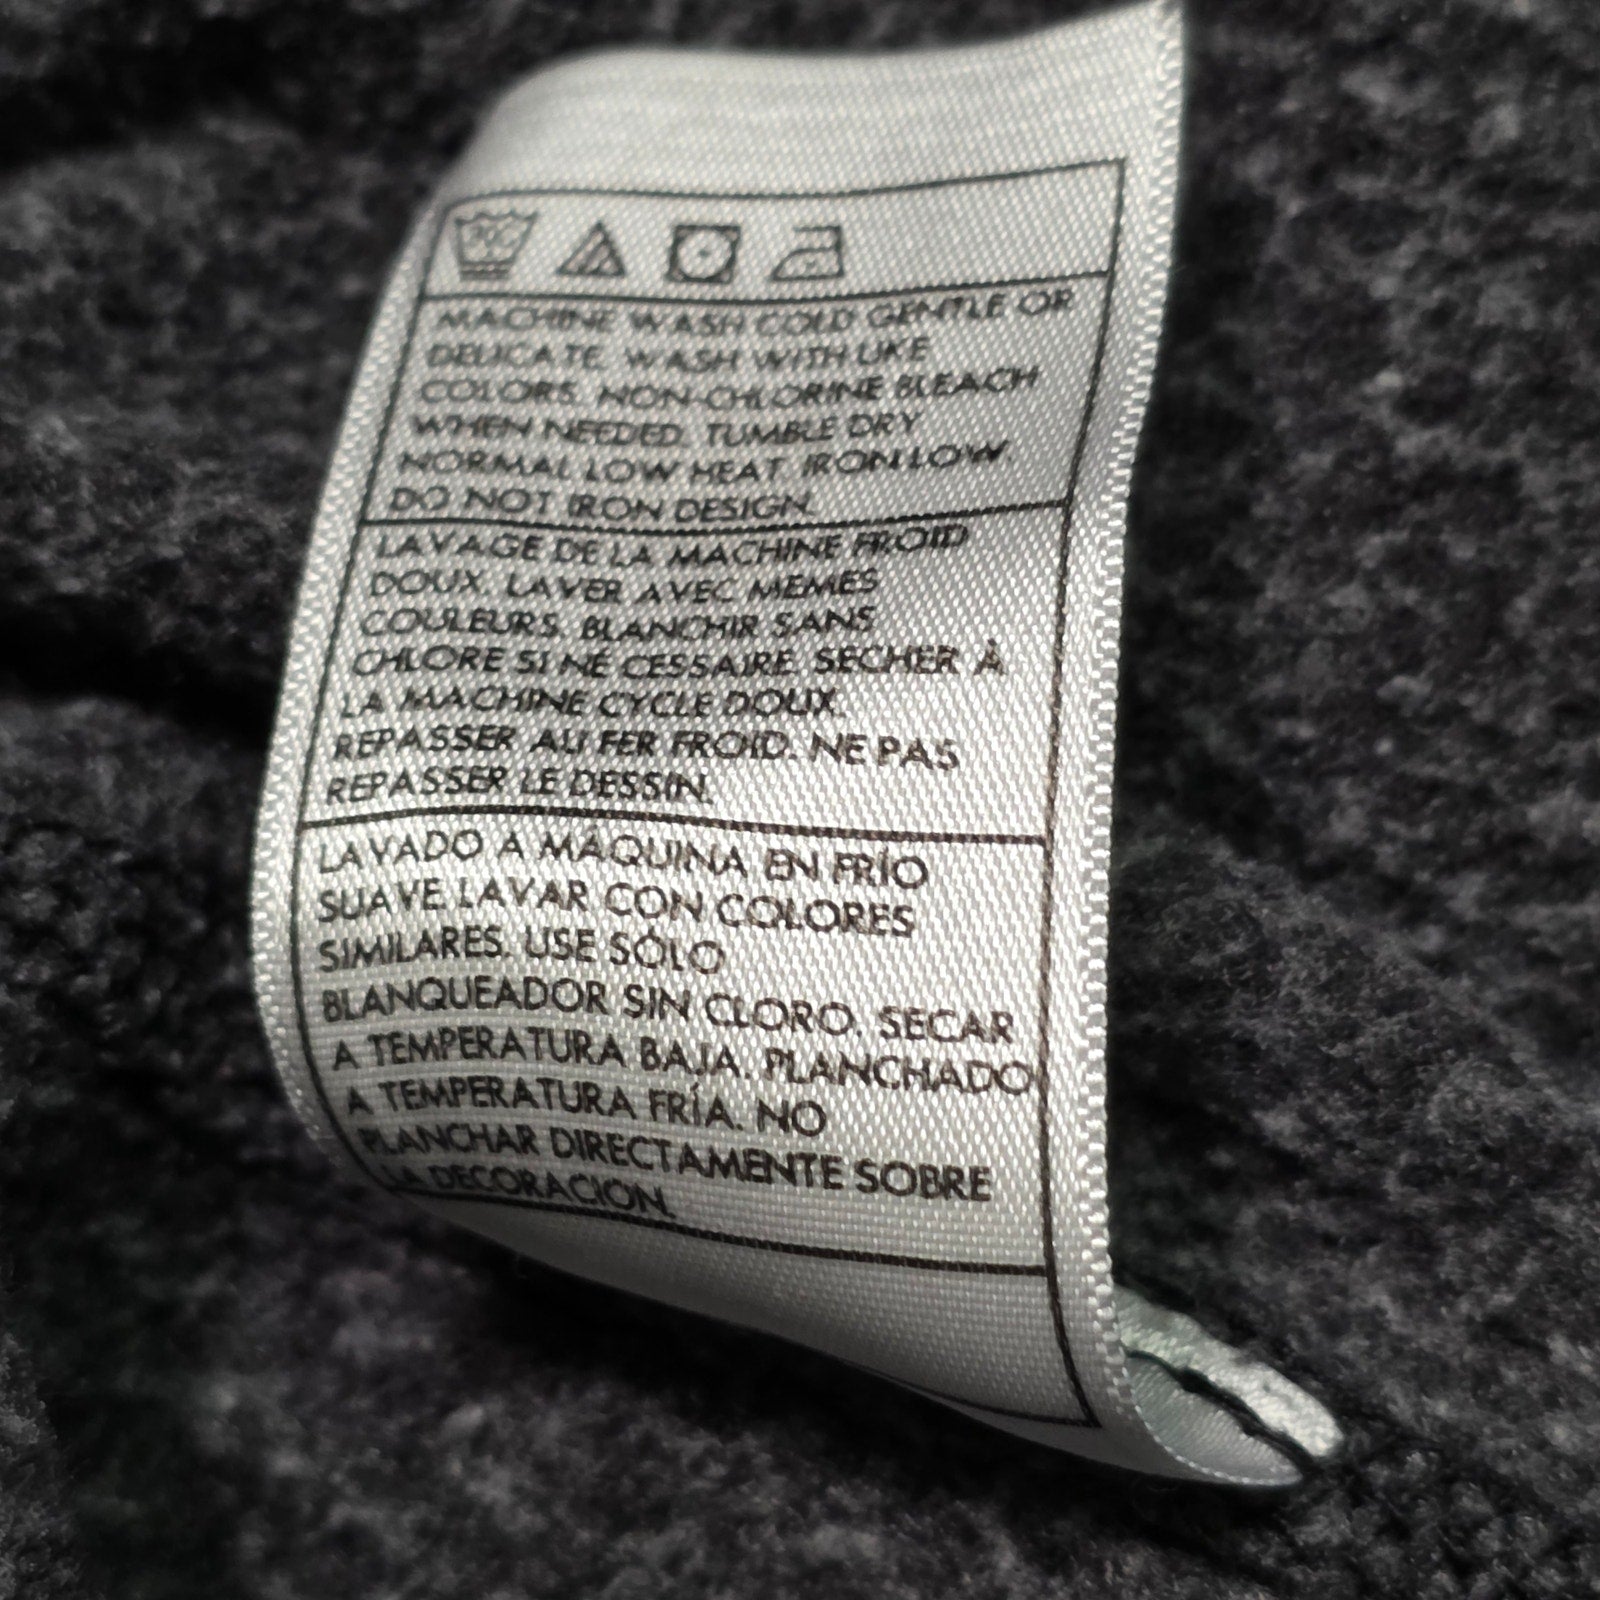 30C
MACHINE WASH COLD GENTLE OR
DELICATE. WASH WITH LIKE
COLORS. NON-CHLORINE BLEACH
WHEN NEEDED. TUMBLE DRY
NORMAL LOW HEAT. IRON LOW
DO NOT IRON DESIGN.
LAVAGE DE LA MACHINE FROID
DOUX. LAVER AVEC MEMES
COULEURS. BLANCHIR SANS
CHLORE SI NE CESSAIRE. SECHER À
LA MACHINE CYCLE DOUX.
REPASSER AU FER FROID. NE PAS
REPASSER LE DESSIN.
LAVADO A MÁQUINA EN FRÍO
SUAVE. LAVAR CON COLORES
SIMILARES. USE SÓLO
BLANQUEADOR SIN CLORO. SECAR
A TEMPERATURA BAJA. PLANCHADO
A TEMPERATURA FRÍA. NO
PLANCHAR DIRECTAMENTE SOBRE
LA DECORACION.